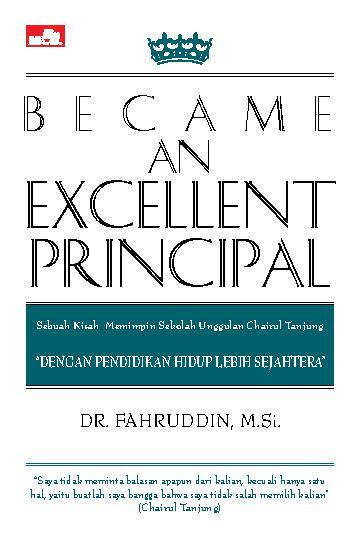 BECAME
AN
EXCELLENT
PRINCIPAL
Sebuah Kisah Memimpin Sekolah Unggulan Chairul Tanjung
“DENGAN PENDIDIKAN HIDUP LEBIH SEJAHTERA”
DR. FAHRUDDIN, M.Si.
“Saya tidak meminta balasan apapun dari kalian, kecuali hanya satu
hal, yaitu buatlah saya bangga bahwa saya tidak salah memilih kalian”
(Chairul Tanjung)